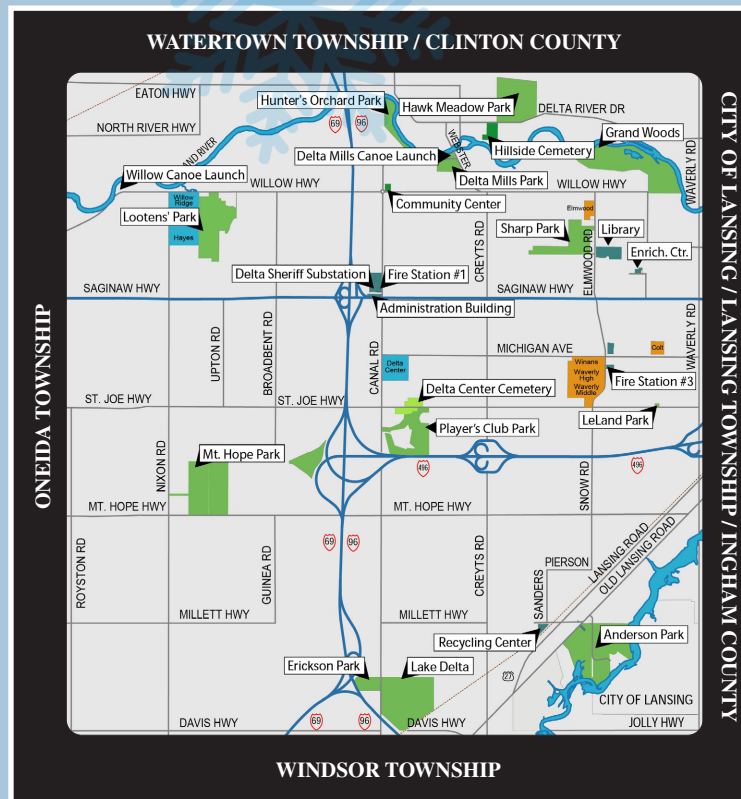 WATERTOWN TOWNSHIP / CLINTON COUNTY
EATON HWY
Hunter's Orchard Park
Hawk Meadow Park
DELTA RIVER DR
NORTH RIVER HWY
69
96
WEBSTER
Grand Woods
Hillside Cemetery
Delta Mills Canoe Launch
AND RIVER
Willow Canoe Launch
Delta Mills Park
WILLOW HWY
WILLOW HWY
WAVERLY RD
Willow
Ridge
Community Center
Elmwood
Lootens' Park
Hayes
Sharp Park
Library
CREYTS RD
ELMWOOD RD
Enrich. Ctr.
Delta Sheriff Substation
Fire Station #1
SAGINAW HWY
SAGINAW HWY
Administration Building
UPTON RD
BROADBENT RD
CANAL RD
MICHIGAN AVE
Colt
WAVERLY RD
Delta
Center
Winans
Waverly
High
Waverly
Middle
Fire Station #3
Delta Center Cemetery
ST. JOE HWY
ST. JOE HWY
LeLand Park
Player's Club Park
NIXON RD
Mt. Hope Park
496
496
SNOW RD
MT. HOPE HWY
MT. HOPE HWY
69
96
ROYSTON RD
GUINEA RD
CREYTS RD
LANSING ROAD
OLD LANSING ROAD
PIERSON
SANDERS
MILLETT HWY
MILLETT HWY
Recycling Center
Anderson Park
Erickson Park
Lake Delta
27
CITY OF LANSING
69
96
DAVIS HWY
DAVIS HWY
JOLLY HWY
ONEIDA TOWNSHIP
CITY OF LANSING / LANSING TOWNSHIP / INGHAM COUNTY
WINDSOR TOWNSHIP